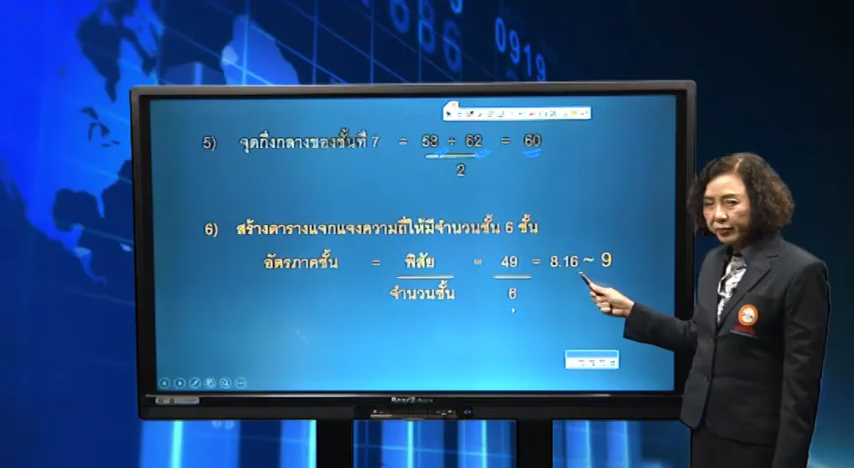 0919
5) จุดกึ่งกลางของชั้นที่ 7 = 58 + 62 = 60
2
6) สร้างตารางแจกแจงความถี่ให้มีจำนวนชั้น 6 ชั้น
อัตรภาคชั้น = พิสัย = 49 = 8.16 ~ 9
จำนวนชั้น 6